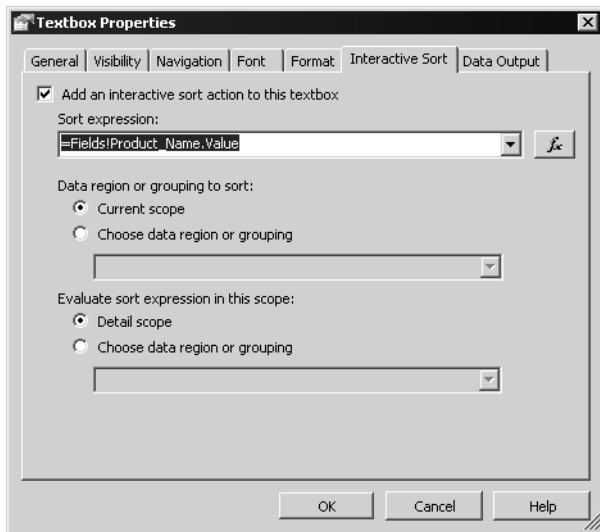 Textbox Properties
General Visibility Navigation Font Format Interactive Sort Data Output
Add an interactive sort action to this textbox
Sort expression:
=Fields!Product_Name.Value
fx
Data region or grouping to sort:
Current scope
Choose data region or grouping
Evaluate sort expression in this scope:
Detail scope
Choose data region or grouping
OK Cancel Help